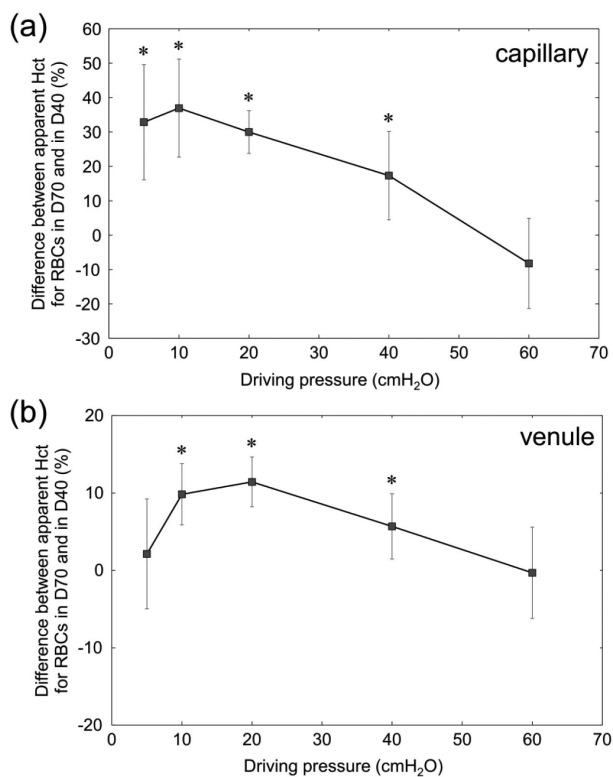 (a)
capillary
Difference between apparent Hct
for RBCs in D70 and in D40 (%)
60
50
40
30
20
10
0
-10
-20
-30
* * * *
0 10 20 30 40 50 60 70
Driving pressure (cmH₂O)
(b)
venule
Difference between apparent Hct
for RBCs in D70 and in D40 (%)
20
10
0
-10
-20
* * *
0 10 20 30 40 50 60 70
Driving pressure (cmH₂O)